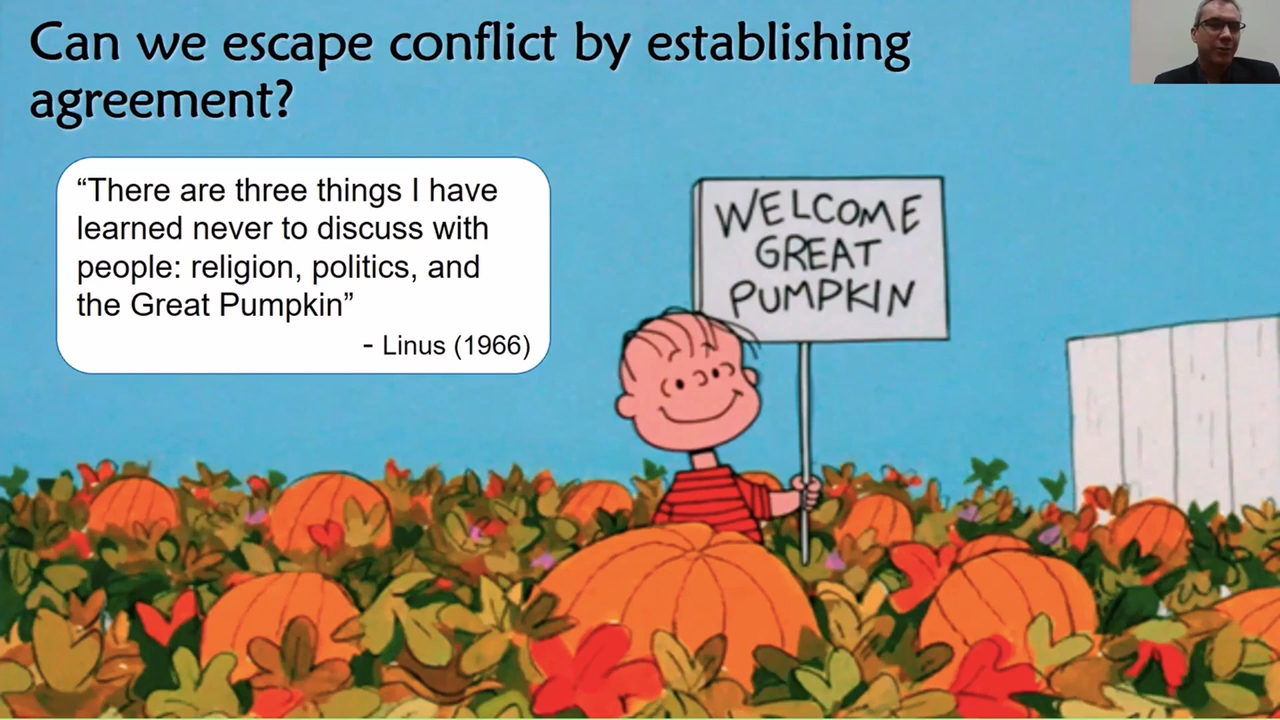 Can we escape conflict by establishing
agreement?
“There are three things I have
learned never to discuss with
people: religion, politics, and
the Great Pumpkin”
- Linus (1966)
WELCOME
GREAT
PUMPKIN